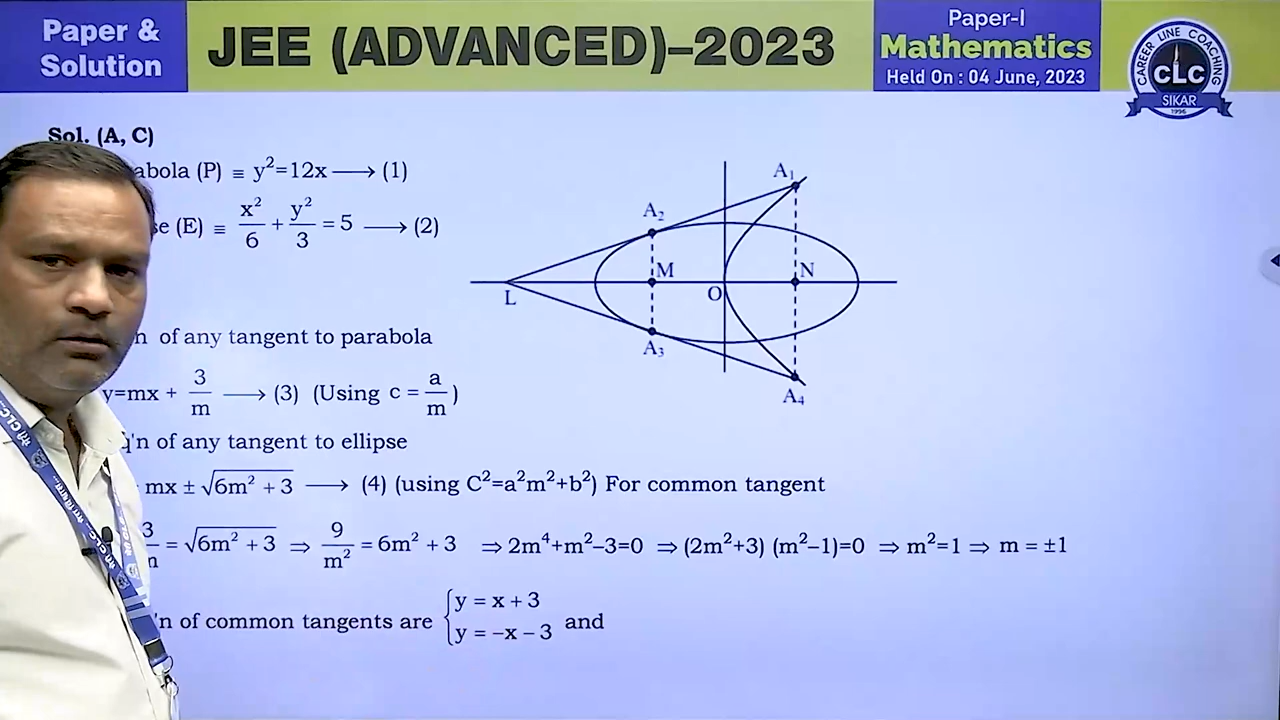 Paper &
Solution
JEE (ADVANCED)–2023
Paper-I
Mathematics
Held On : 04 June, 2023
CAREER LINE COACHING
CLC
SIKAR
1996
Sol. (A, C)
abola (P) ≡ y²=12x ⟶ (1)
se (E) ≡ x²/6 + y²/3 = 5 ⟶ (2)
A₁
A₂
M
N
L
O
A₃
A₄
n of any tangent to parabola
y=mx + 3/m ⟶ (3) (Using c = a/m)
q'n of any tangent to ellipse
mx ± √(6m² + 3) ⟶ (4) (using C²=a²m²+b²) For common tangent
3/m = √(6m² + 3) ⇒ 9/m² = 6m² + 3 ⇒ 2m⁴+m²–3=0 ⇒ (2m²+3) (m²–1)=0 ⇒ m²=1 ⇒ m = ±1
'n of common tangents are {y = x + 3
y = –x – 3 and